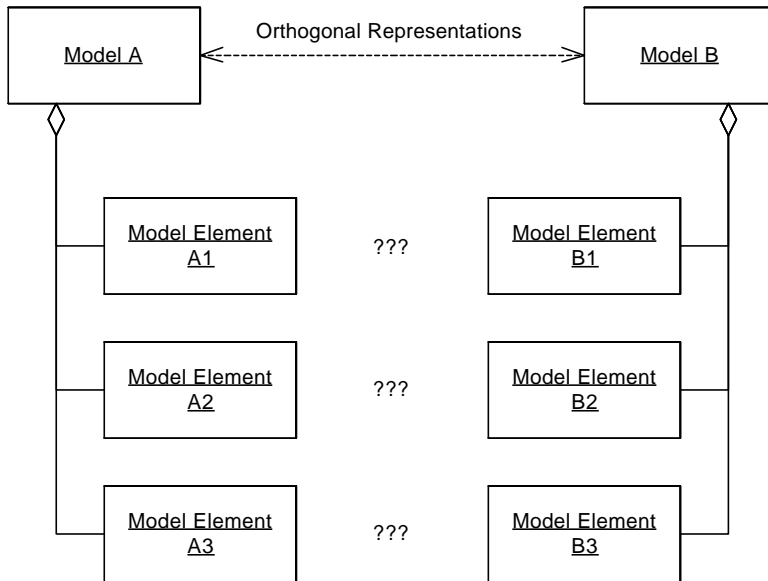 Orthogonal Representations
Model A
Model B
Model Element
A1
???
Model Element
B1
Model Element
A2
???
Model Element
B2
Model Element
A3
???
Model Element
B3